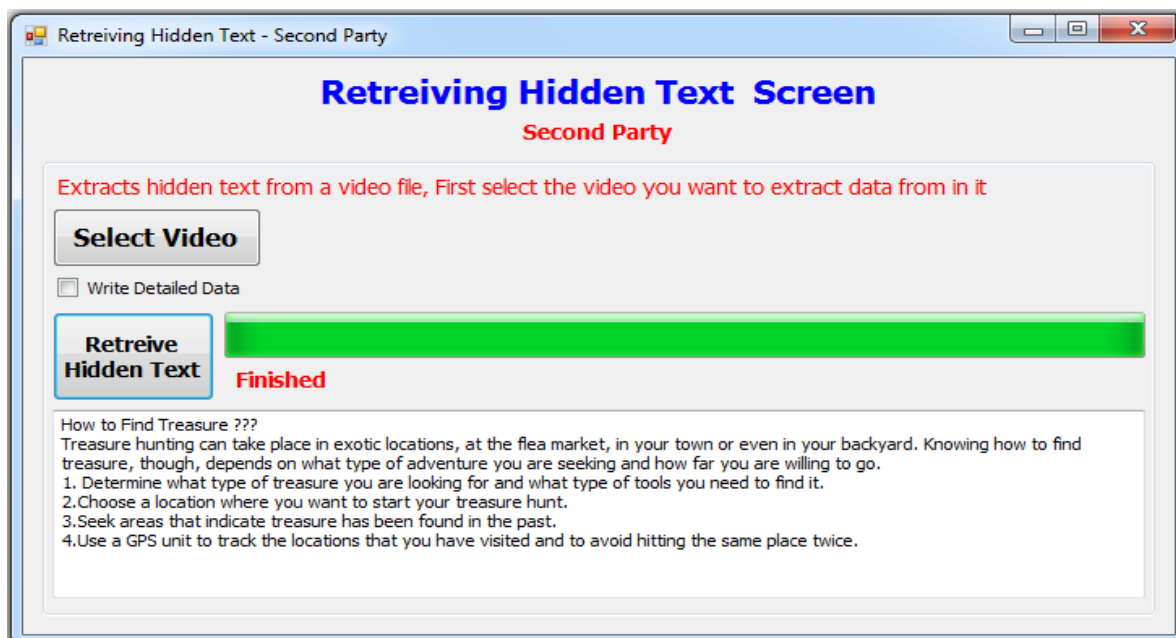 Retreiving Hidden Text - Second Party
Retreiving Hidden Text Screen
Second Party
Extracts hidden text from a video file, First select the video you want to extract data from in it
Select Video
Write Detailed Data
Retreive
Hidden Text
Finished
How to Find Treasure ???
Treasure hunting can take place in exotic locations, at the flea market, in your town or even in your backyard. Knowing how to find
treasure, though, depends on what type of adventure you are seeking and how far you are willing to go.
1. Determine what type of treasure you are looking for and what type of tools you need to find it.
2.Choose a location where you want to start your treasure hunt.
3.Seek areas that indicate treasure has been found in the past.
4.Use a GPS unit to track the locations that you have visited and to avoid hitting the same place twice.